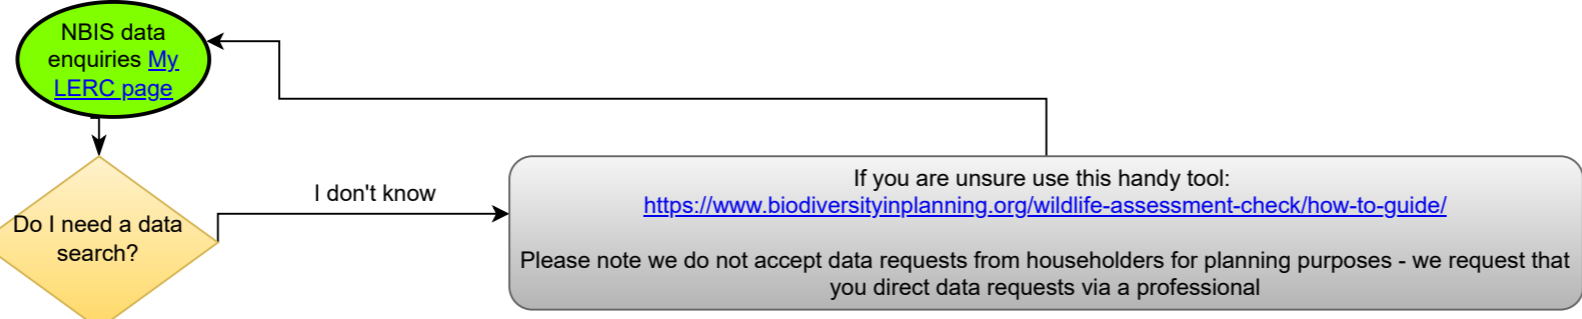 NBIS data
enquiries My
LERC page
Do I need a data
search?
I don't know
If you are unsure use this handy tool:
https://www.biodiversityinplanning.org/wildlife-assessment-check/how-to-guide/
Please note we do not accept data requests from householders for planning purposes - we request that
you direct data requests via a professional